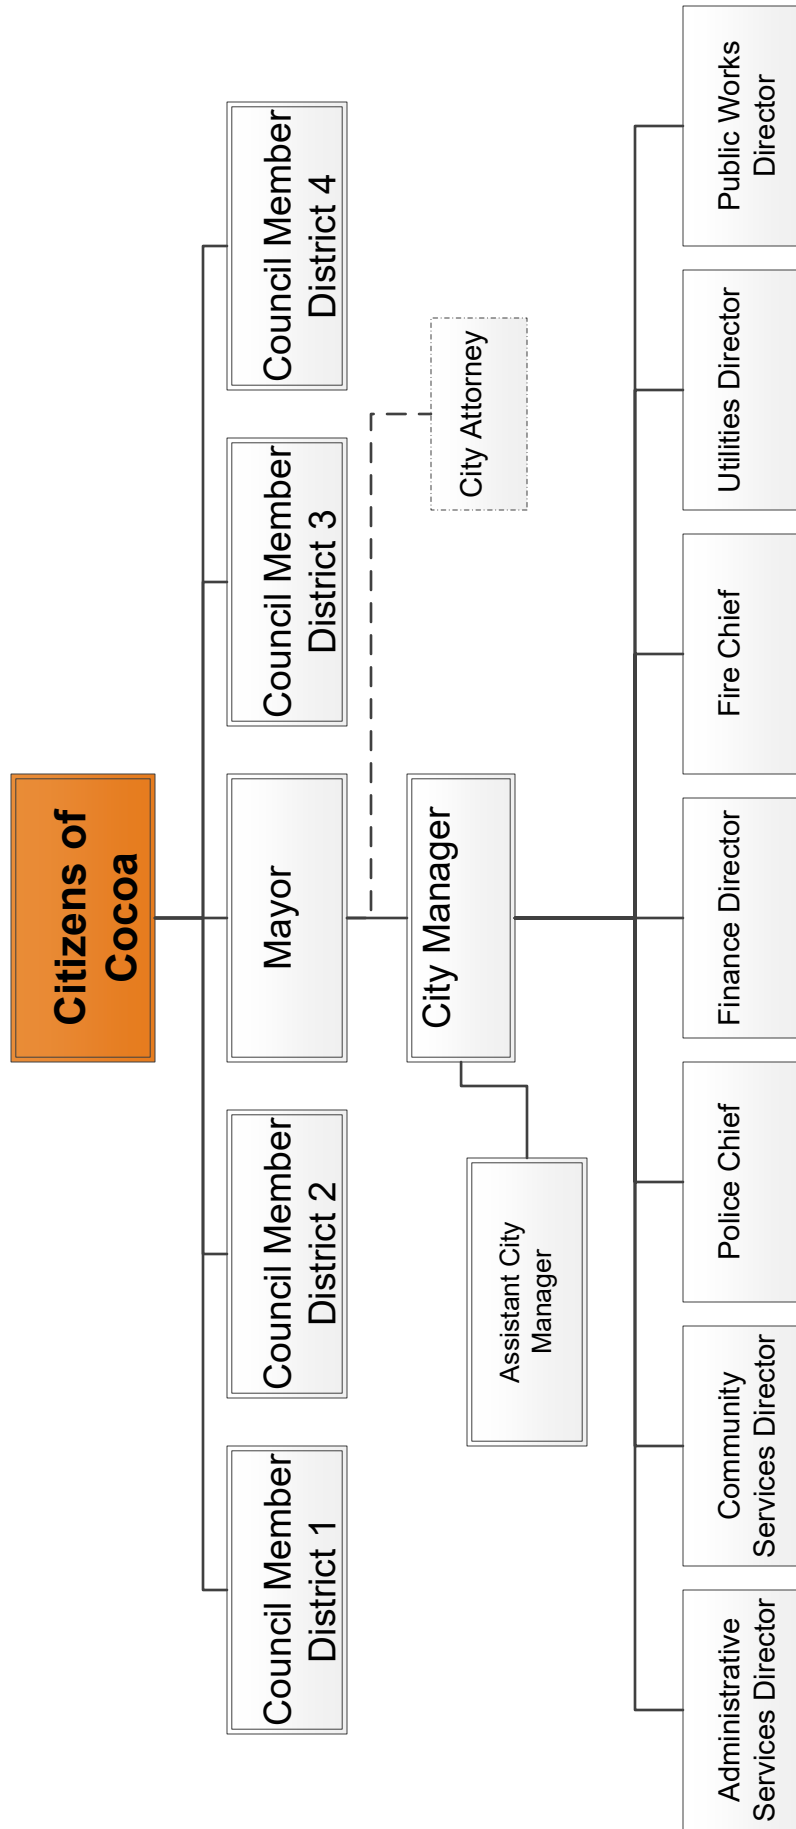 Citizens of
Cocoa
Council Member
District 1
Council Member
District 2
Mayor
Council Member
District 3
Council Member
District 4
City Manager
City Attorney
Assistant City
Manager
Administrative
Services Director
Community
Services Director
Police Chief
Finance Director
Fire Chief
Utilities Director
Public Works
Director